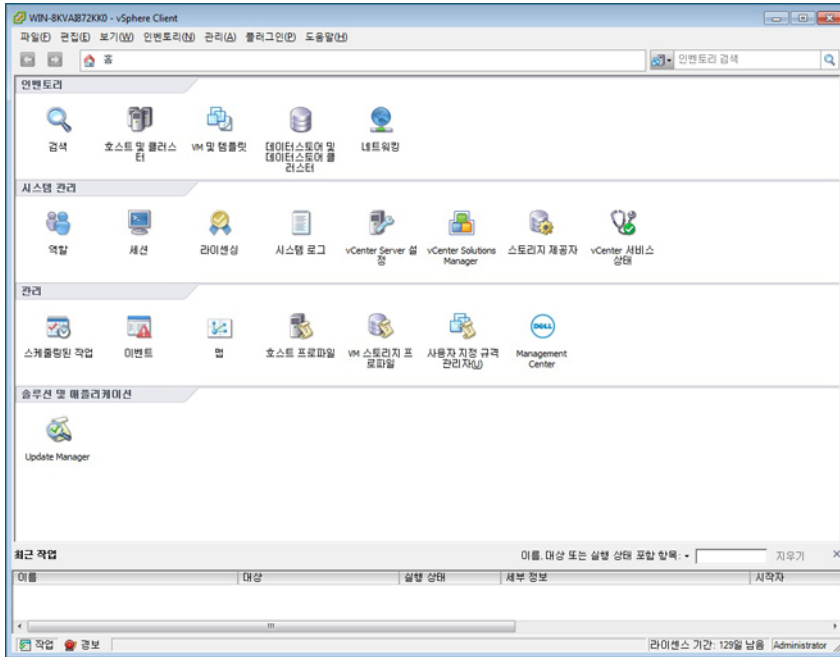 WIN-8KVAI872KK0 - vSphere Client
파일(F) 편집(E) 보기(W) 인벤토리(N) 관리(A) 플러그인(P) 도움말(H)
홈
인벤토리 검색
인벤토리
검색
호스트 및 클러스
터
VM 및 템플릿
데이터스토어 및
데이터스토어 클
러스터
네트워킹
시스템 관리
역할
세션
라이센싱
시스템 로그
vCenter Server 설
정
vCenter Solutions
Manager
스토리지 제공자
vCenter 서비스
상태
관리
스케줄링된 작업
이벤트
맵
호스트 프로파일
VM 스토리지 프
로파일
사용자 지정 규격
관리자(U)
DELL
Management
Center
솔루션 및 애플리케이션
Update Manager
최근 작업
이름, 대상 또는 실행 상태 포함 항목:
지우기
이름 대상 실행 상태 세부 정보 시작자
작업 경보
라이센스 기간: 129일 남음 Administrator